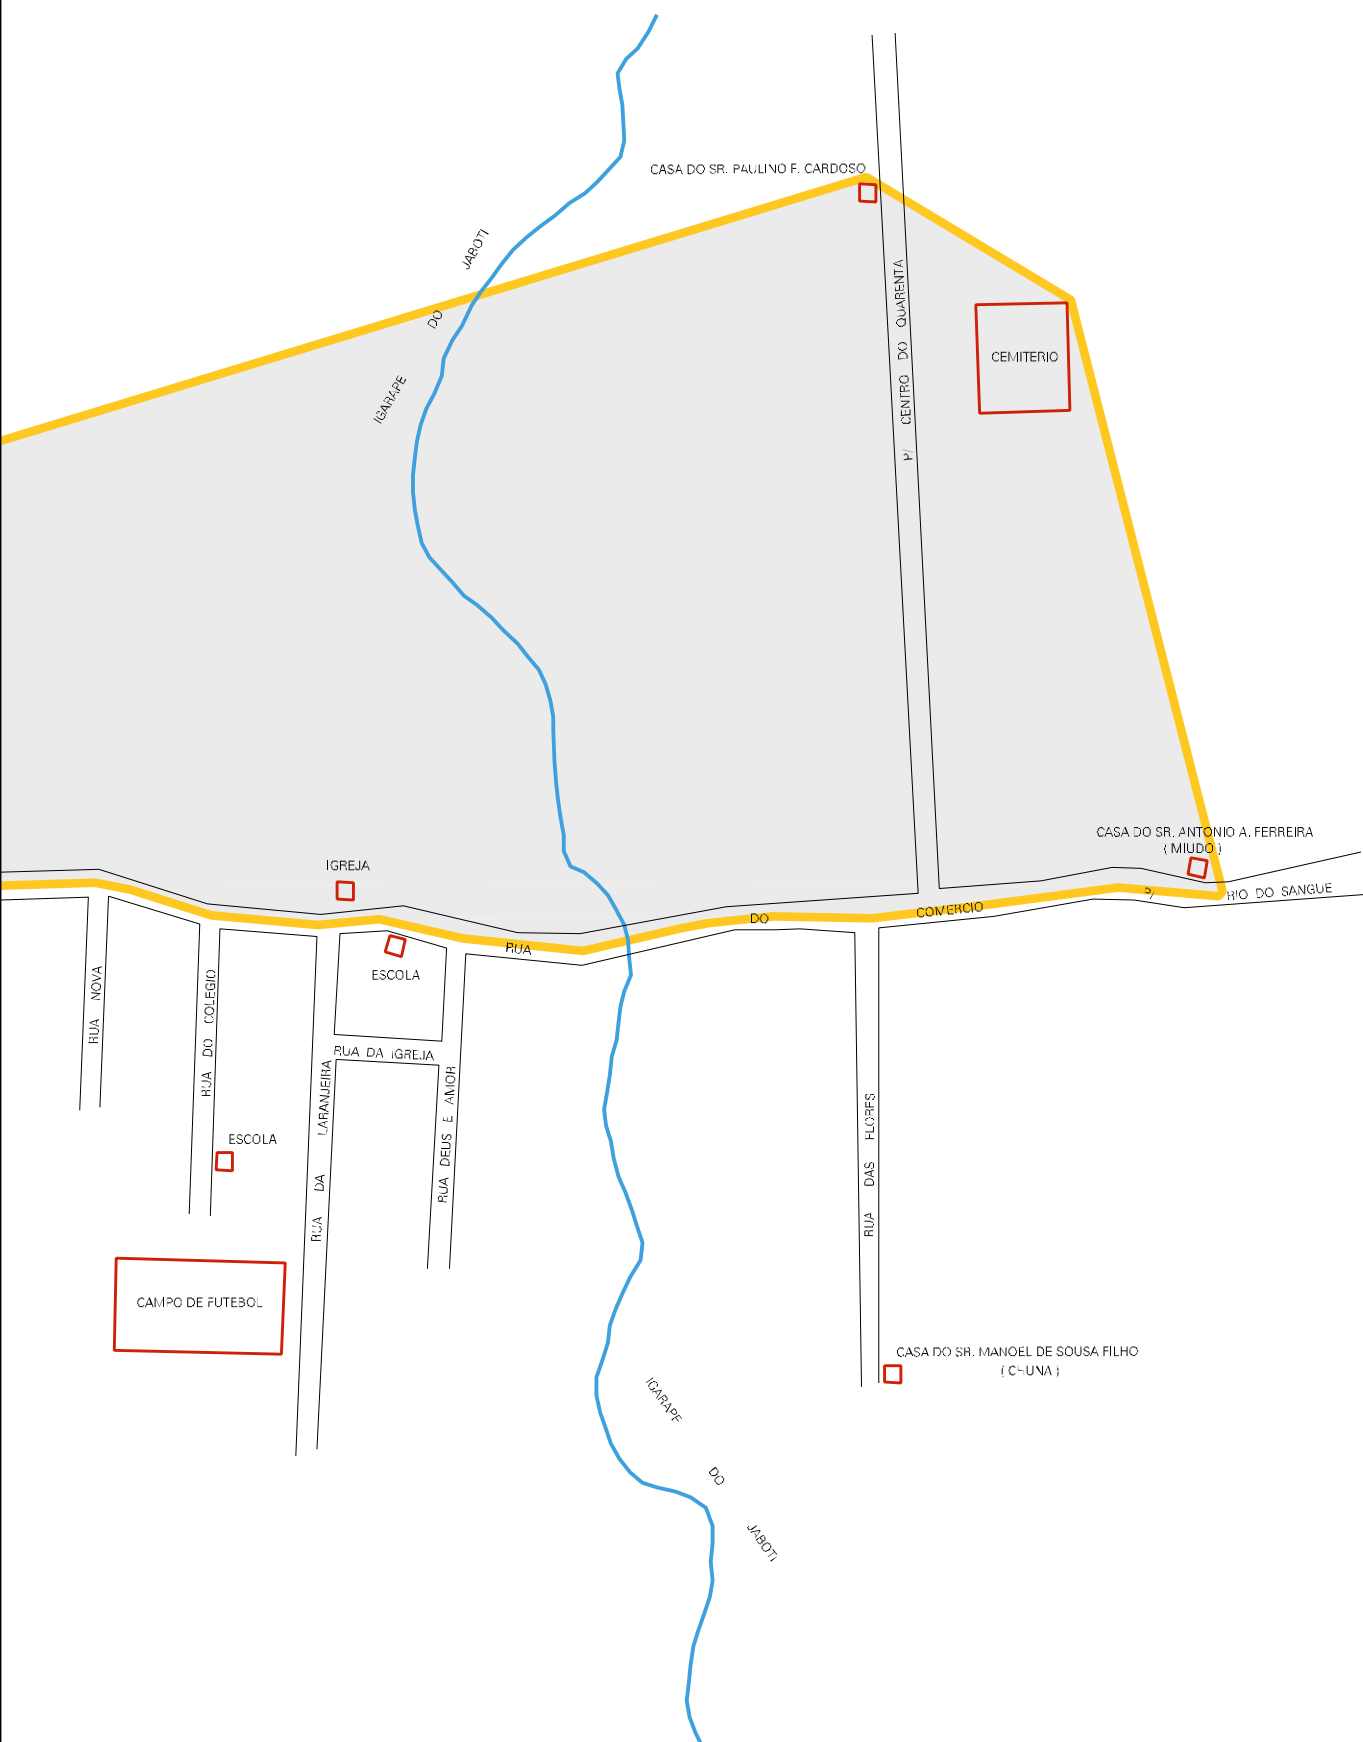 CASA DO SR. PAULINO F. CARDOSO
IGARAPE DO JABOTI
P/ CENTRO DO QUARENTA
CEMITERIO
CASA DO SR. ANTONIO A. FERREIRA
( MIUDO )
IGREJA
RUA DO COMERCIO
P/ RIO DO SANGUE
ESCOLA
RUA NOVA
RUA DO COLEGIO
RUA DA IGREJA
RUA DA LARANJEIRA
RUA DEUS E AMOR
RUA DAS FLORES
ESCOLA
CAMPO DE FUTEBOL
CASA DO SR. MANOEL DE SOUSA FILHO
( CHUNA )
IGARAPE DO JABOTI